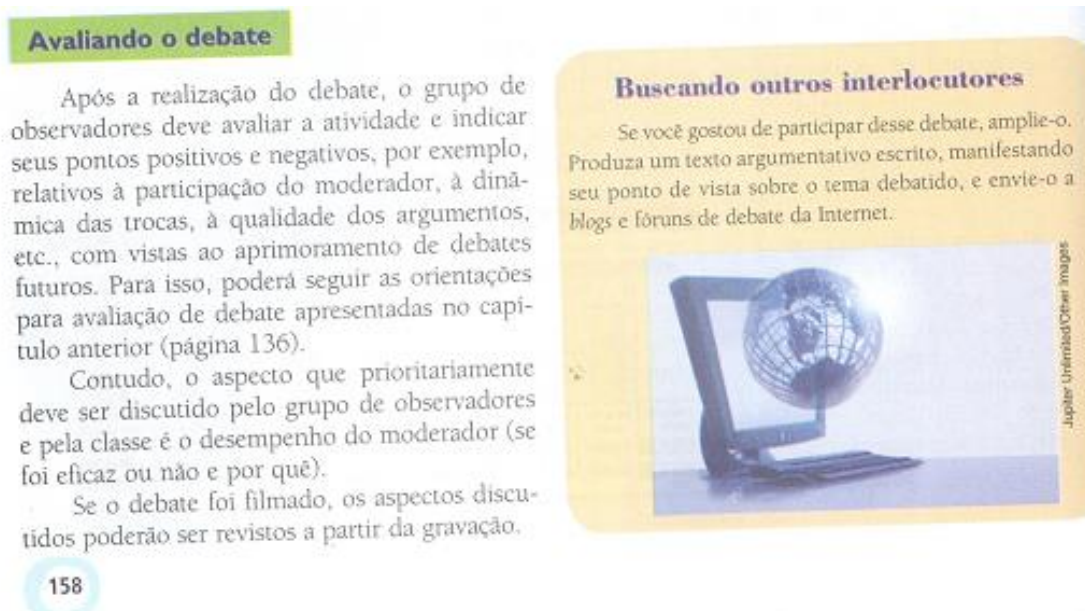 Avaliando o debate
Após a realização do debate, o grupo de
observadores deve avaliar a atividade e indicar
seus pontos positivos e negativos, por exemplo,
relativos à participação do moderador, à dinâ-
mica das trocas, à qualidade dos argumentos,
etc., com vistas ao aprimoramento de debates
futuros. Para isso, poderá seguir as orientações
para avaliação de debate apresentadas no capí-
tulo anterior (página 136).
Contudo, o aspecto que prioritariamente
deve ser discutido pelo grupo de observadores
e pela classe é o desempenho do moderador (se
foi eficaz ou não e por quê).
Se o debate foi filmado, os aspectos discu-
tidos poderão ser revistos a partir da gravação.
158
Buscando outros interlocutores
Se você gostou de participar desse debate, amplie-o.
Produza um texto argumentativo escrito, manifestando
seu ponto de vista sobre o tema debatido, e envie-o a
blogs e fóruns de debate da Internet.
Jupiter Unlimited/Other Images